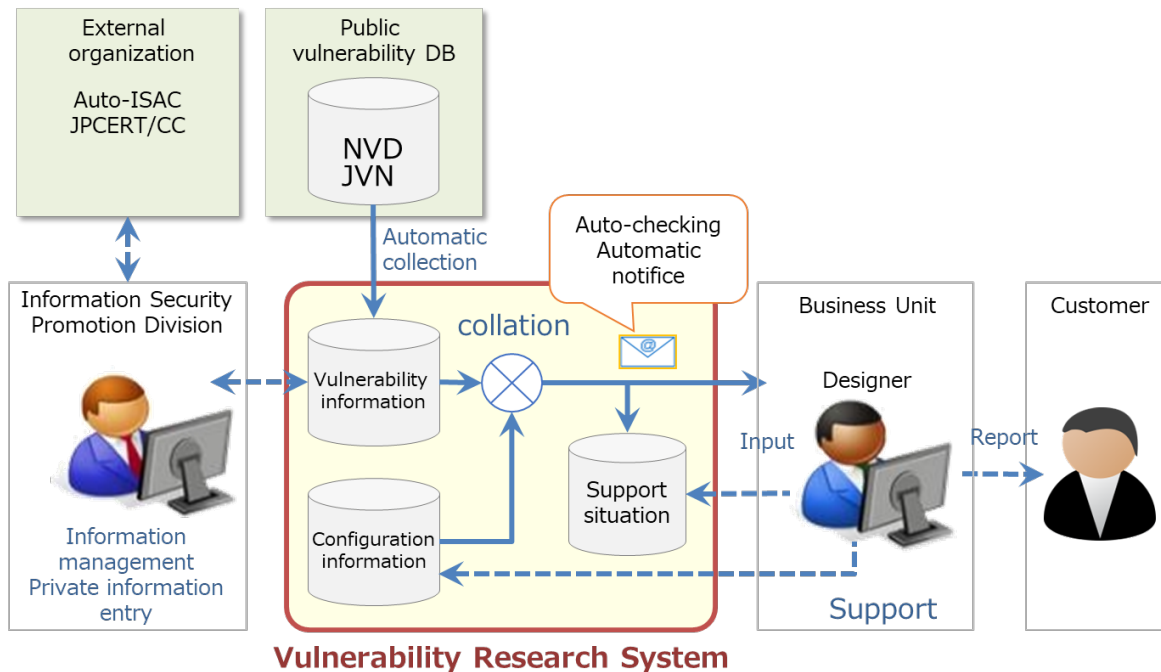 External
organization
Auto-ISAC
JPCERT/CC
Public
vulnerability DB
NVD
JVN
Automatic
collection
Auto-checking
Automatic
notifice
Information Security
Promotion Division
Information
management
Private information
entry
collation
Vulnerability
information
Configuration
information
@
Support
situation
Business Unit
Designer
Input
Support
Report
Customer
Vulnerability Research System